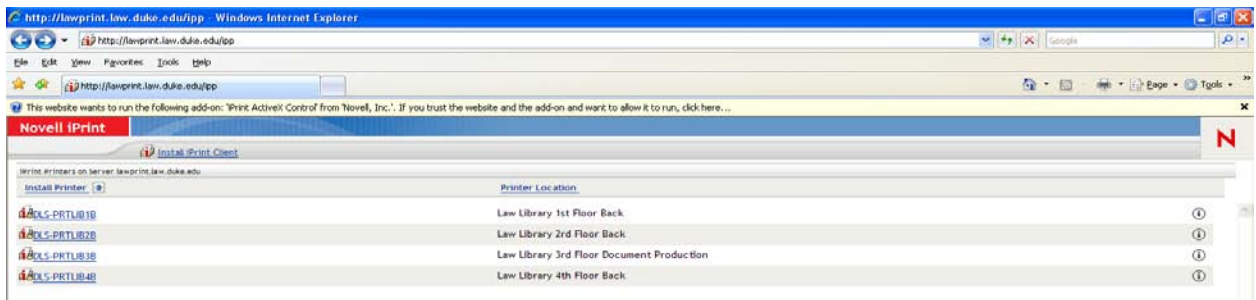 http://lawprint.law.duke.edu/ipp - Windows Internet Explorer
http://lawprint.law.duke.edu/ipp Google
File Edit View Favorites Tools Help
http://lawprint.law.duke.edu/ipp Page Tools
This website wants to run the following add-on: 'iPrint ActiveX Control' from 'Novell, Inc.'. If you trust the website and the add-on and want to allow it to run, click here...
Novell iPrint N
Install iPrint Client
iPrint Printers on Server lawprint.law.duke.edu
Install Printer Printer Location
DLS-PRTLIB1B Law Library 1st Floor Back
DLS-PRTLIB2B Law Library 2rd Floor Back
DLS-PRTLIB3B Law Library 3rd Floor Document Production
DLS-PRTLIB4B Law Library 4th Floor Back